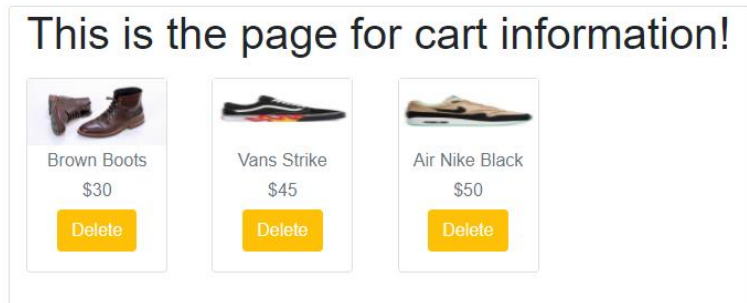 This is the page for cart information!
Brown Boots
$30
Delete
Vans Strike
$45
Delete
Air Nike Black
$50
Delete